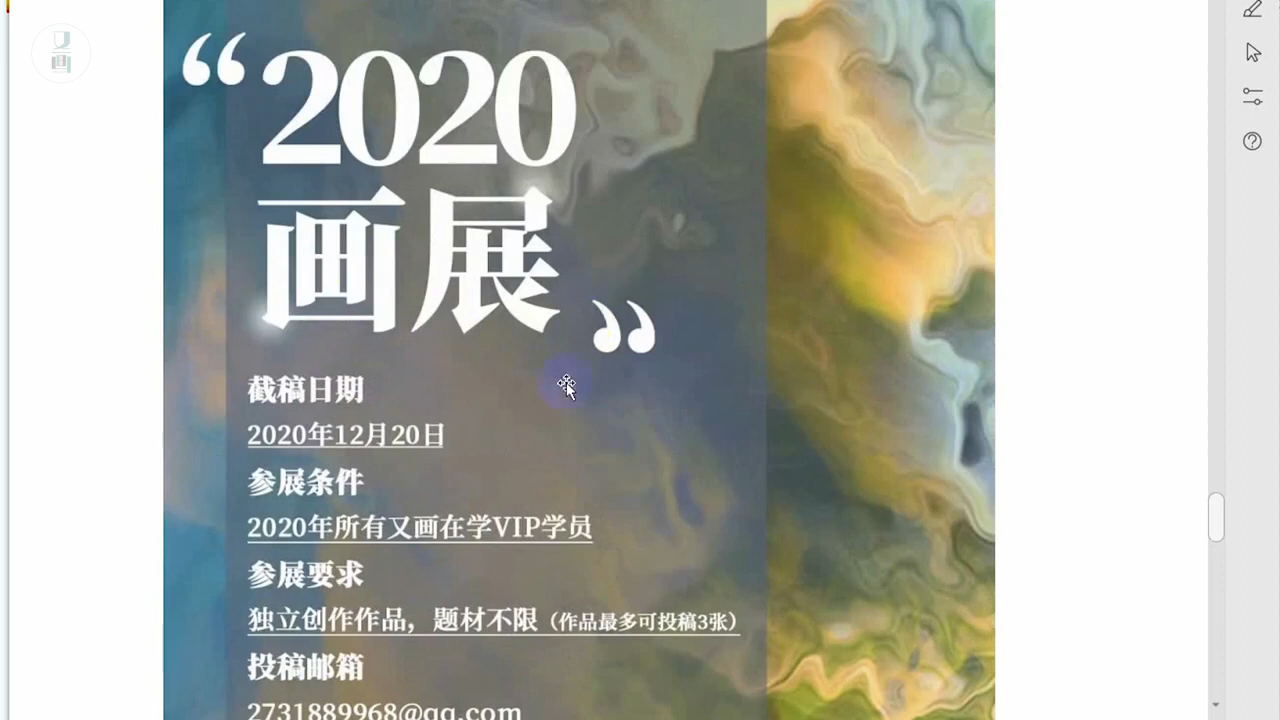 “2020
画展”
截稿日期
2020年12月20日
参展条件
2020年所有又画在学VIP学员
参展要求
独立创作作品，题材不限（作品最多可投稿3张）
投稿邮箱
2731889968@qq.com